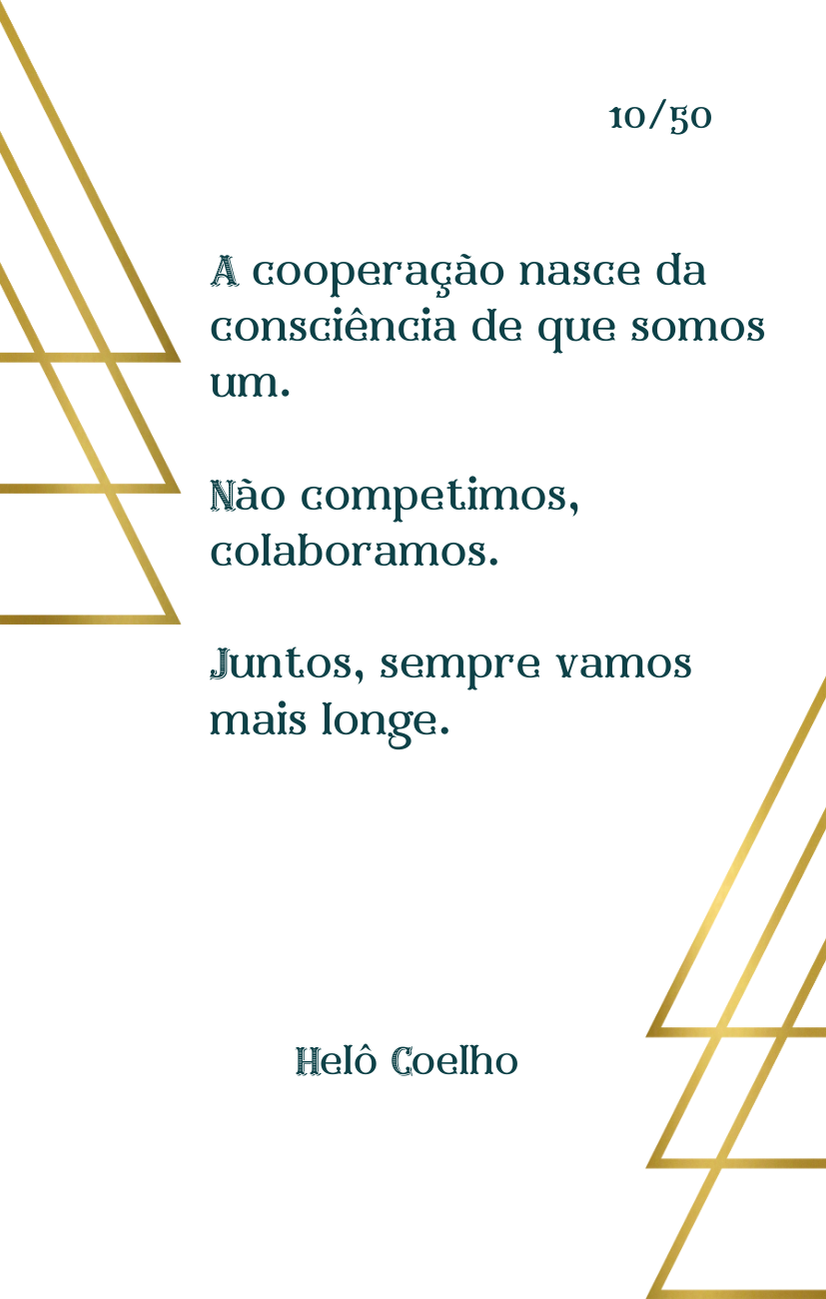 10/50
A cooperação nasce da
consciência de que somos
um.
Não competimos,
colaboramos.
Juntos, sempre vamos
mais longe.
Helô Coelho